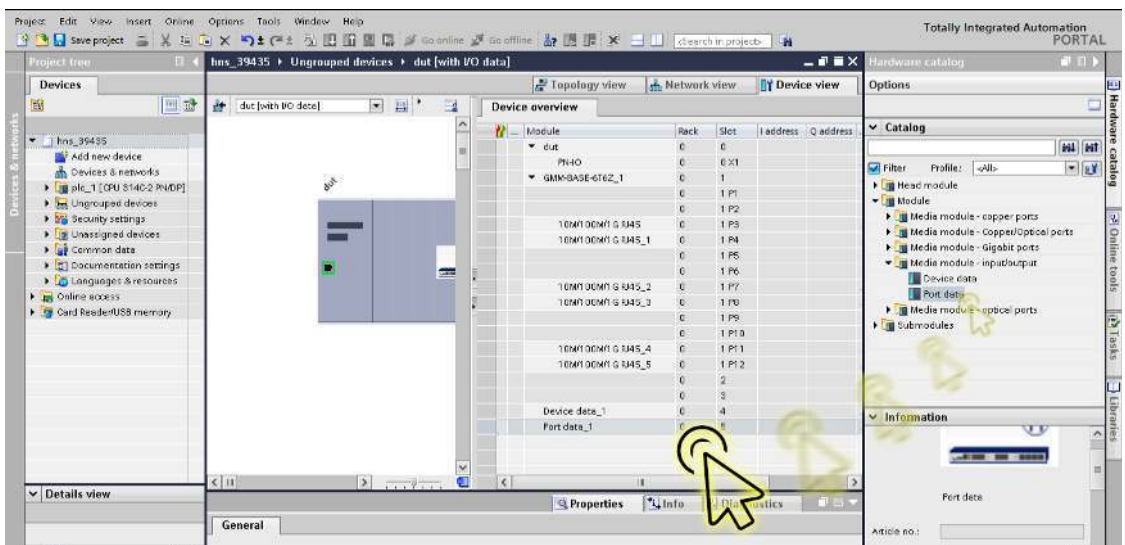 Project Edit View Insert Online Options Tools Window Help
Totally Integrated Automation
PORTAL
Save project
Go online
Go offline
<Search in project>
Project tree
hns_39435 ▸ Ungrouped devices ▸ dut [with I/O data]
Hardware catalog
Devices
Topology view
Network view
Device view
Options
dut [with I/O data]
Device overview
hns_39435
Add new device
Devices & networks
plc_1 [CPU 314C-2 PN/DP]
Ungrouped devices
Security settings
Unassigned devices
Common data
Documentation settings
Languages & resources
Online access
Card Reader/USB memory
Details view
Devices & networks
dut
... Module Rack Slot I address Q address
dut 0 0
PN-IO 0 0 X1
GMM-BASE-6T6Z_1 0 1
0 1 P1
0 1 P2
10M/100M/1G RJ45 0 1 P3
10M/100M/1G RJ45_1 0 1 P4
0 1 P5
0 1 P6
10M/100M/1G RJ45_2 0 1 P7
10M/100M/1G RJ45_3 0 1 P8
0 1 P9
0 1 P10
10M/100M/1G RJ45_4 0 1 P11
10M/100M/1G RJ45_5 0 1 P12
0 2
0 3
Device data_1 0 4
Port data_1
Properties
Info
Diagnostics
General
Catalog
Filter Profile: <All>
Head module
Module
Media module - copper ports
Media module - Copper/Optical ports
Media module - Gigabit ports
Media module - input/output
Device data
Port data
Media module - optical ports
Submodules
Information
Port data
Article no.:
Hardware catalog
Online tools
Tasks
Libraries